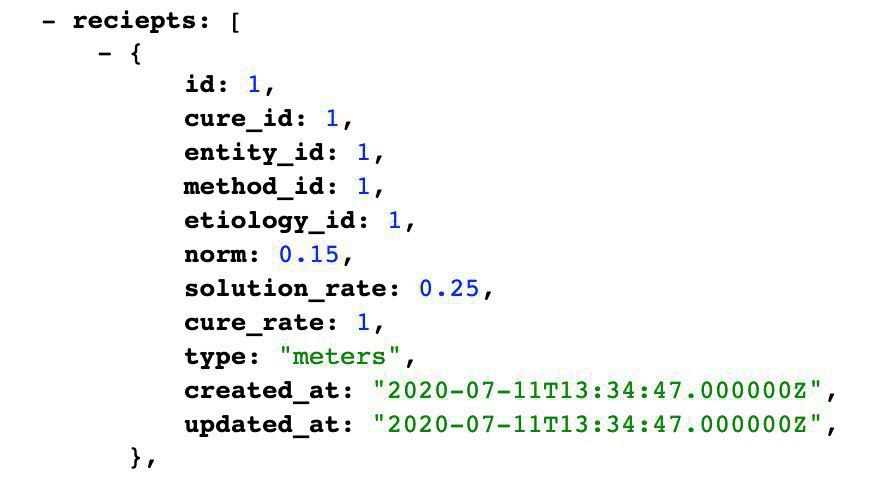 - reciepts: [
- {
id: 1,
cure_id: 1,
entity_id: 1,
method_id: 1,
etiology_id: 1,
norm: 0.15,
solution_rate: 0.25,
cure_rate: 1,
type: "meters",
created_at: "2020-07-11T13:34:47.000000Z",
updated_at: "2020-07-11T13:34:47.000000Z",
},